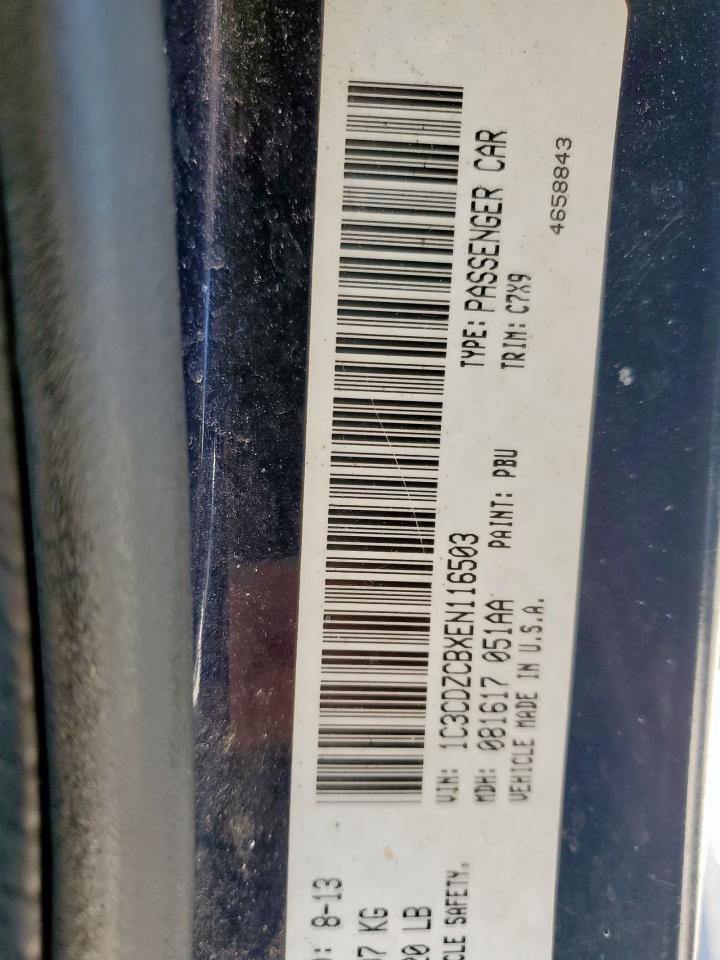 : 8-13
KG
LB
SAFETY.
VIN: 1C3CDZCBXEN116503
MDH: 081617 051AA PAINT: PBU
VEHICLE MADE IN U.S.A.
TYPE: PASSENGER CAR
TRIM: C7X9
4658843